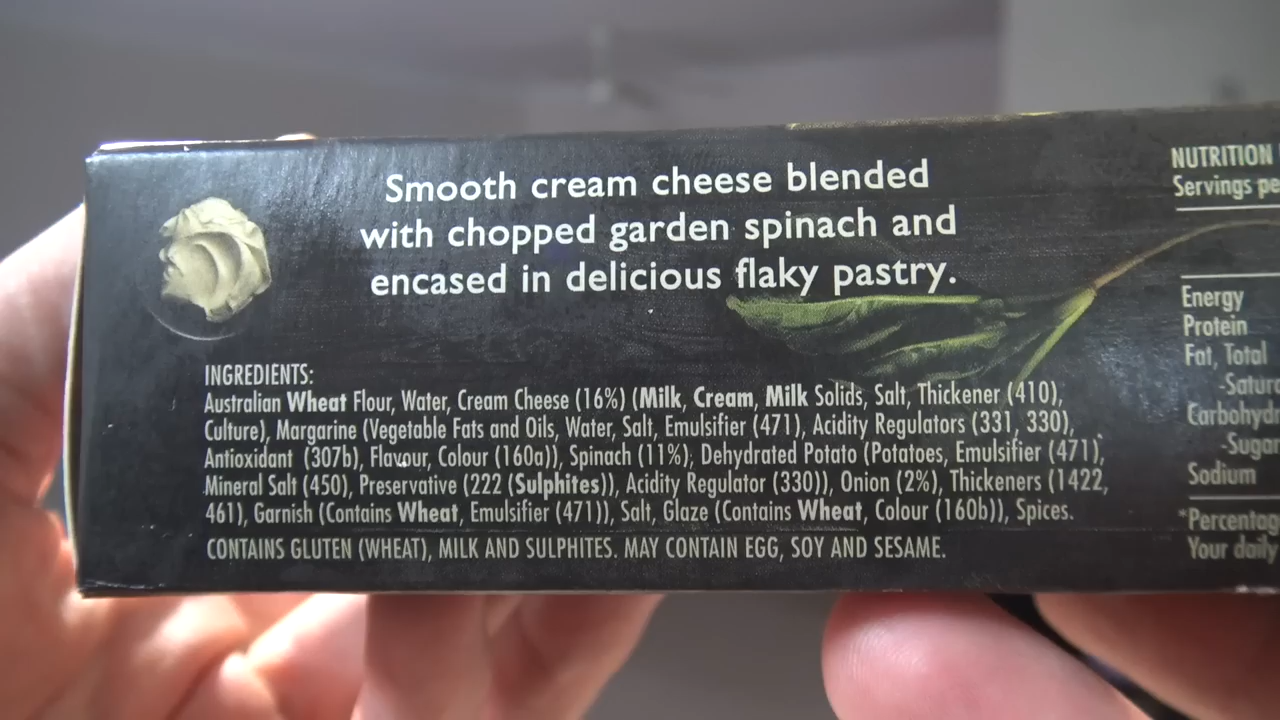 Smooth cream cheese blended
with chopped garden spinach and
encased in delicious flaky pastry.
INGREDIENTS:
Australian Wheat Flour, Water, Cream Cheese (16%) (Milk, Cream, Milk Solids, Salt, Thickener (410),
Culture), Margarine (Vegetable Fats and Oils, Water, Salt, Emulsifier (471), Acidity Regulators (331, 330),
Antioxidant (307b), Flavour, Colour (160a)), Spinach (11%), Dehydrated Potato (Potatoes, Emulsifier (471),
Mineral Salt (450), Preservative (222 (Sulphites)), Acidity Regulator (330)), Onion (2%), Thickeners (1422,
461), Garnish (Contains Wheat, Emulsifier (471)), Salt, Glaze (Contains Wheat, Colour (160b)), Spices.
CONTAINS GLUTEN (WHEAT), MILK AND SULPHITES. MAY CONTAIN EGG, SOY AND SESAME.
NUTRITION
Servings pe
Energy
Protein
Fat, Total
-Satura
Carbohydr
-Sugar
Sodium
*Percentag
Your daily